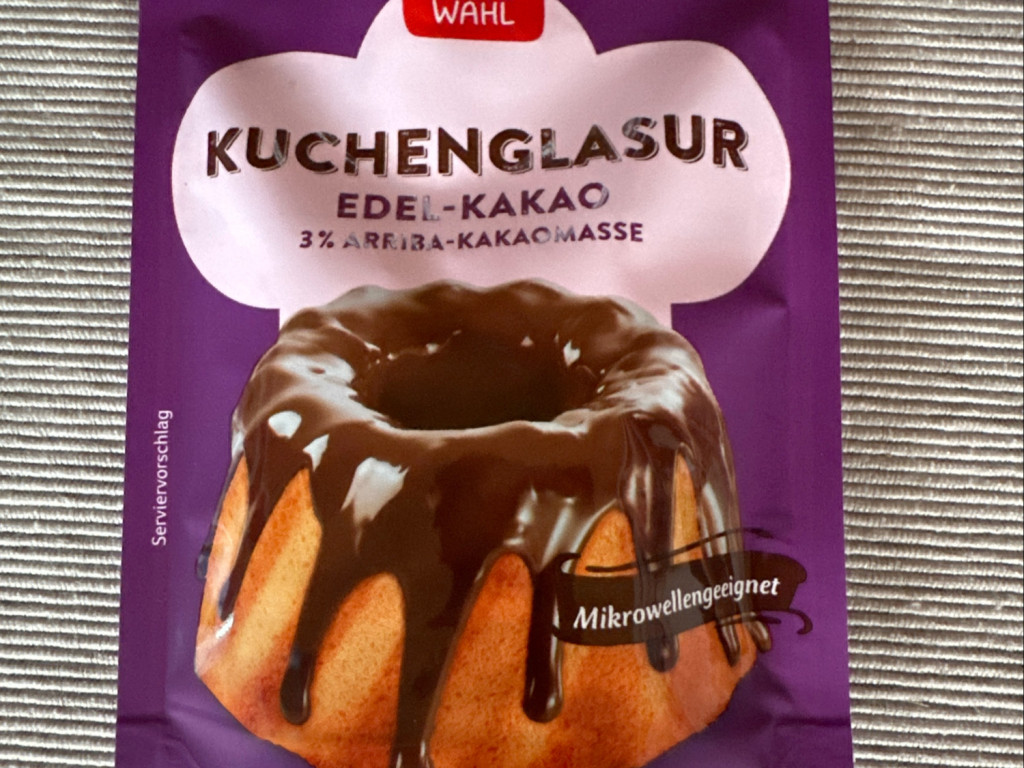 WAHL
KUCHENGLASUR
EDEL-KAKAO
3% ARRIBA-KAKAOMASSE
Serviervorschlag
Mikrowellengeeignet